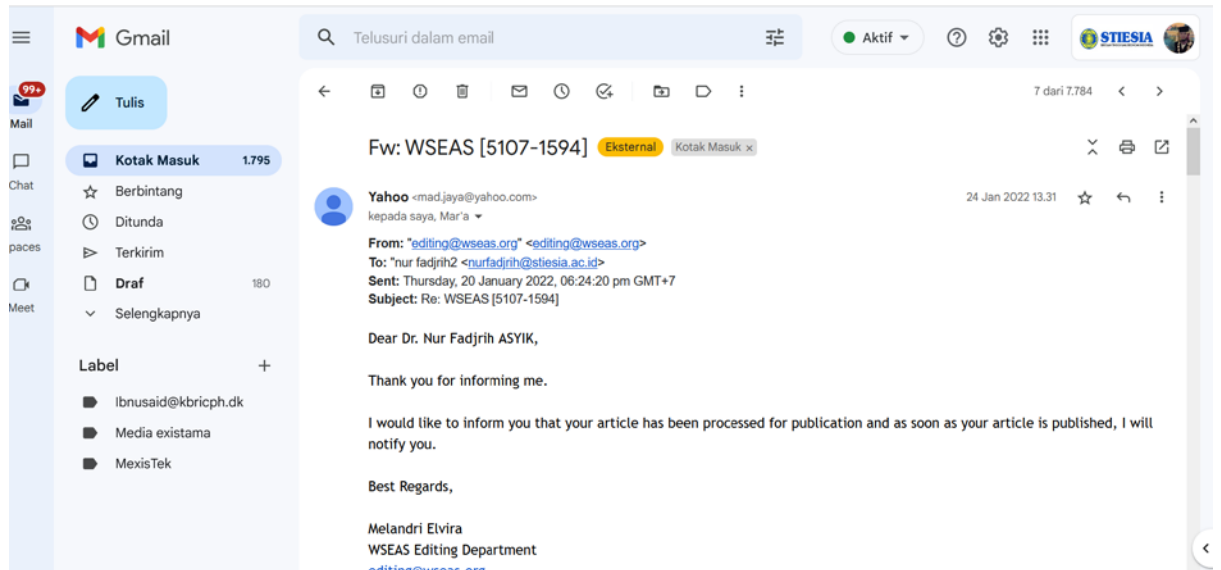 Gmail
Telusuri dalam email
Aktif
STIESIA
99+
Mail
Tulis
7 dari 7.784
Kotak Masuk 1.795
Fw: WSEAS [5107-1594] Eksternal Kotak Masuk ×
Chat
Berbintang
Yahoo <mad.jaya@yahoo.com>
24 Jan 2022 13.31
kepada saya, Mar'a
Ditunda
paces
Terkirim
Draf 180
Meet
Selengkapnya
From: "editing@wseas.org" <editing@wseas.org>
To: "nur fadjrih2 <nurfadjrih@stiesia.ac.id>
Sent: Thursday, 20 January 2022, 06:24:20 pm GMT+7
Subject: Re: WSEAS [5107-1594]
Label +
Ibnusaid@kbricph.dk
Media existama
MexisTek
Dear Dr. Nur Fadjrih ASYIK,
Thank you for informing me.
I would like to inform you that your article has been processed for publication and as soon as your article is published, I will
notify you.
Best Regards,
Melandri Elvira
WSEAS Editing Department
editing@wseas.org